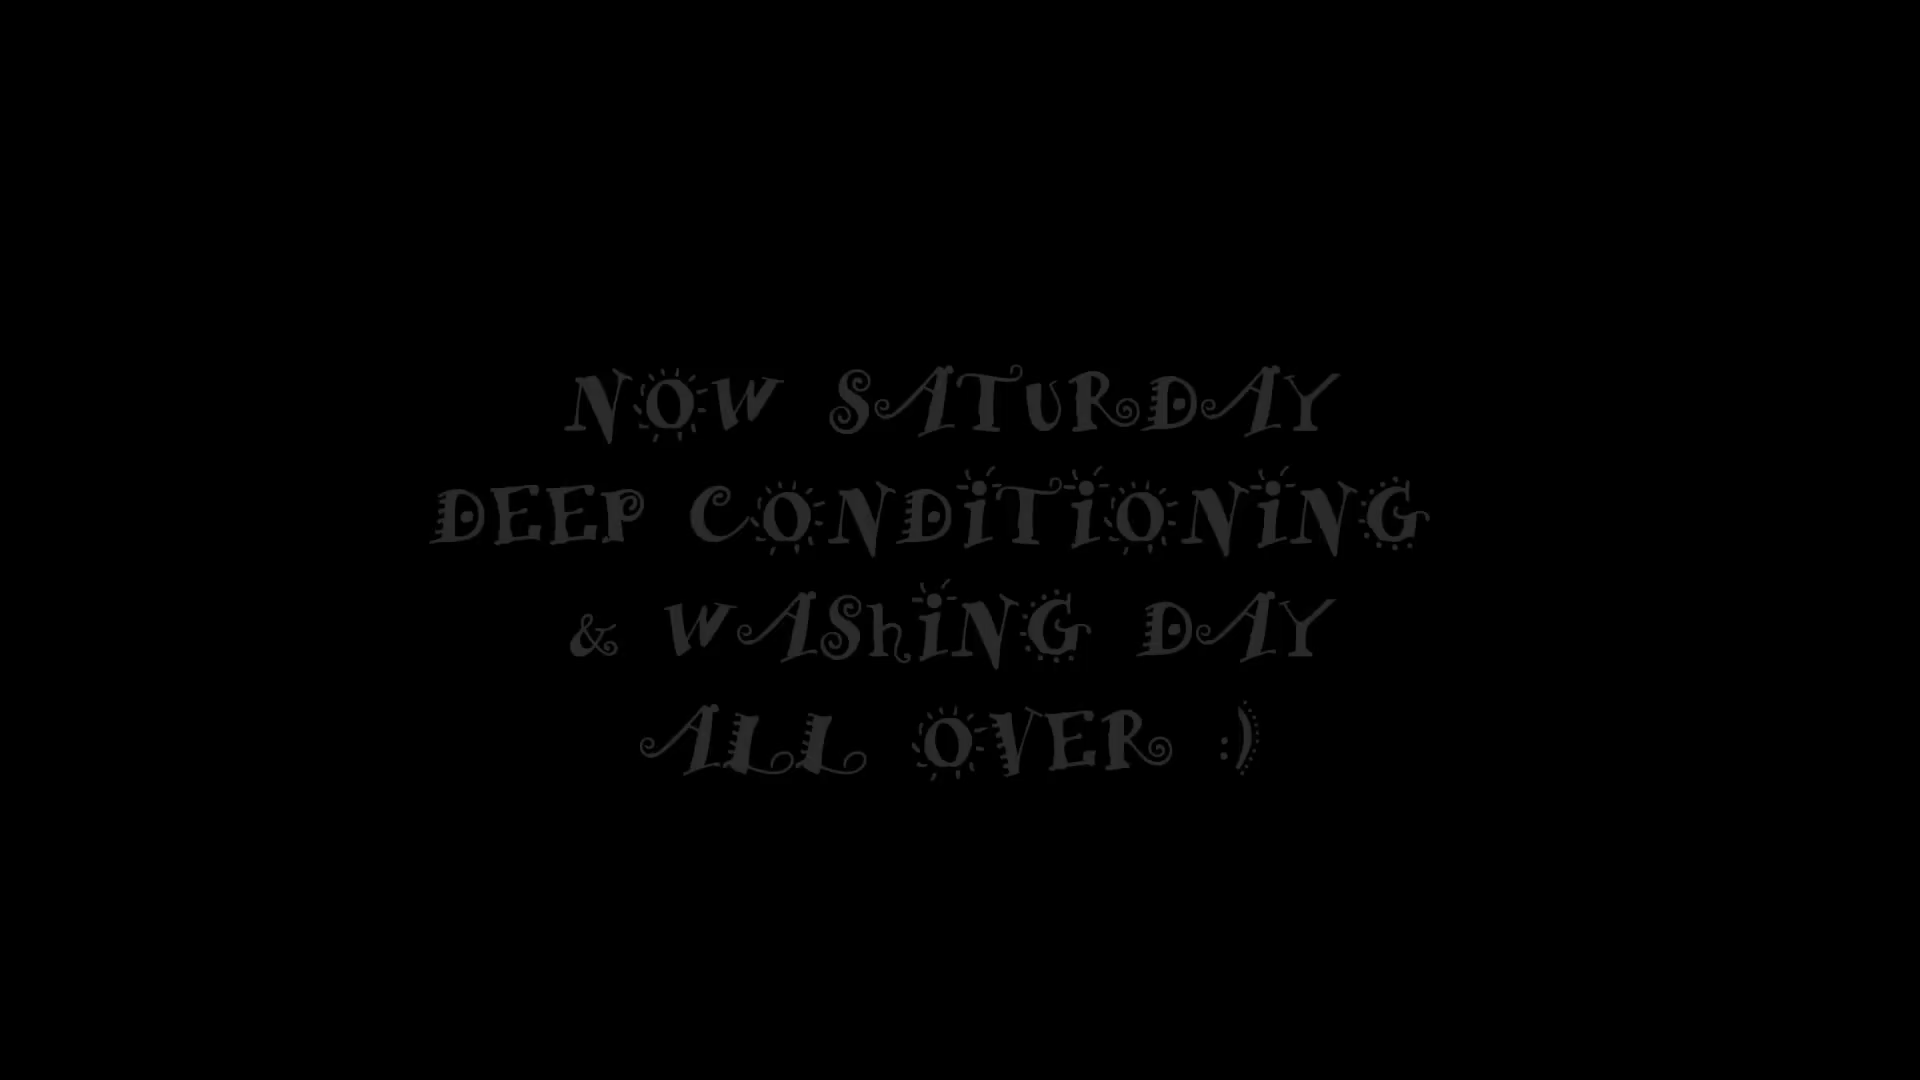 NOW SATURDAY
DEEP CONDiTiONiNG
& WAShiNG DAY
ALL OVER :)